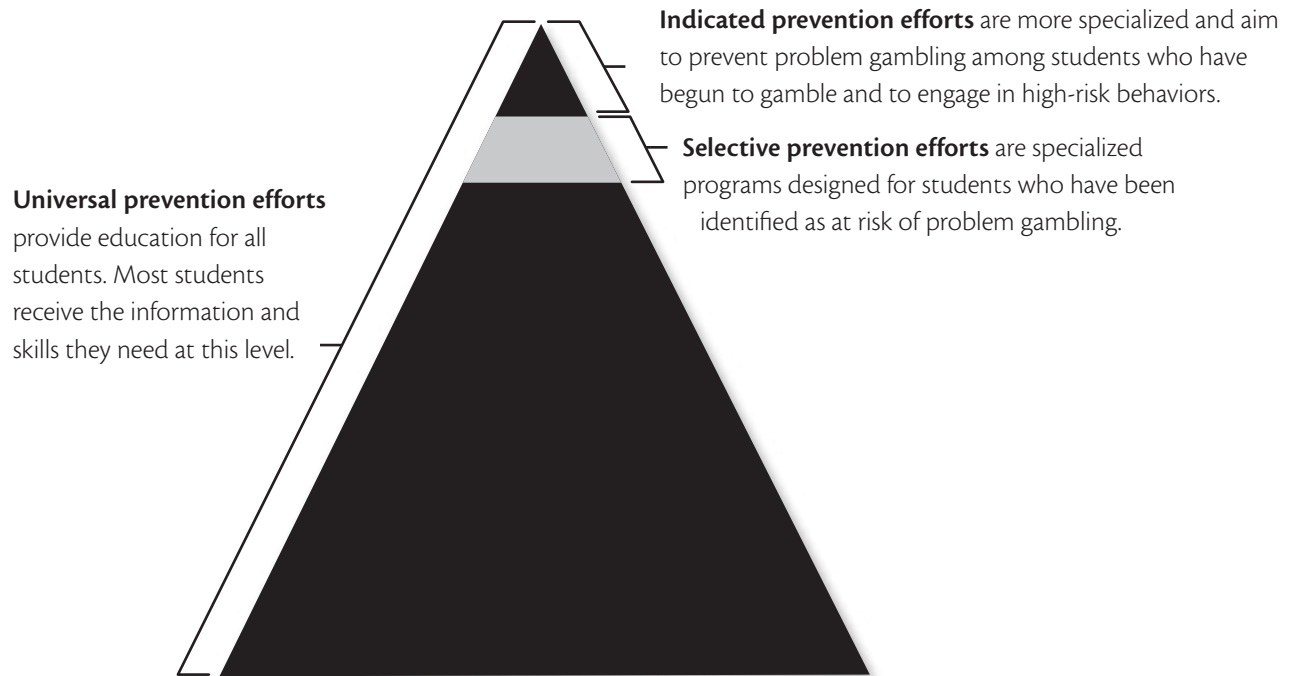 Indicated prevention efforts are more specialized and aim
to prevent problem gambling among students who have
begun to gamble and to engage in high-risk behaviors.
Selective prevention efforts are specialized
programs designed for students who have been
identified as at risk of problem gambling.
Universal prevention efforts
provide education for all
students. Most students
receive the information and
skills they need at this level.